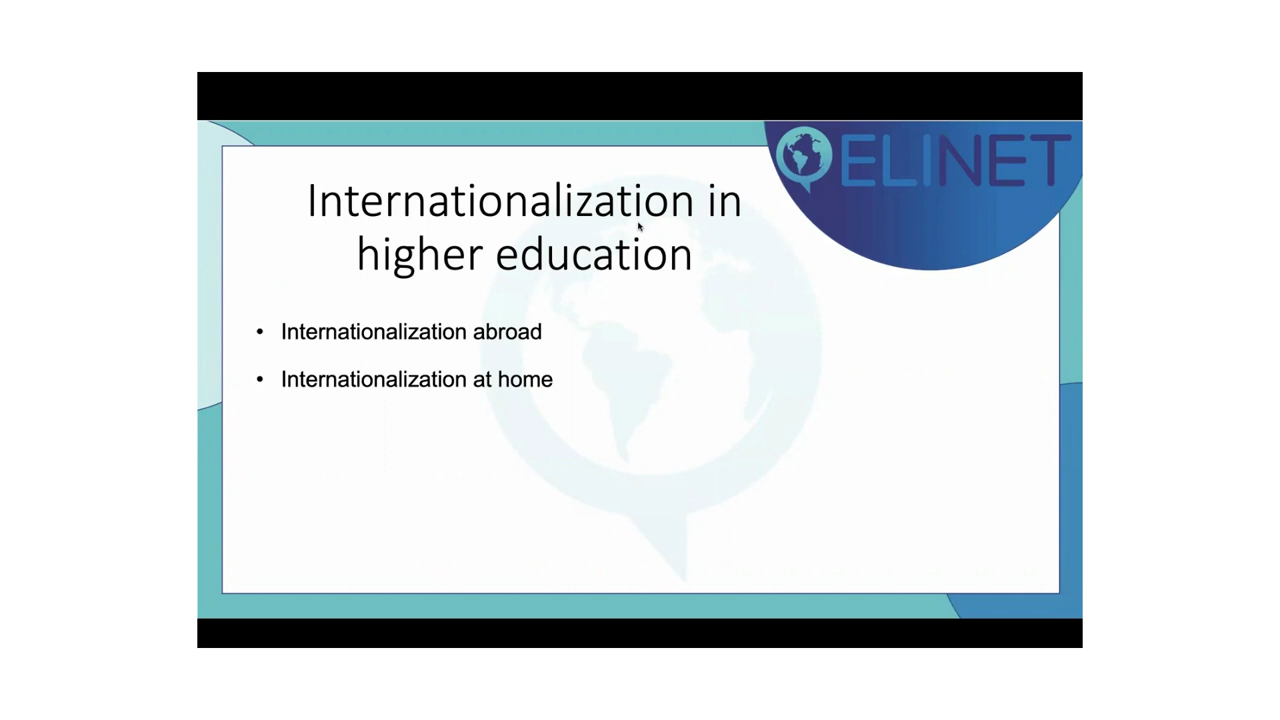 ELINET
Internationalization in
higher education
• Internationalization abroad
• Internationalization at home